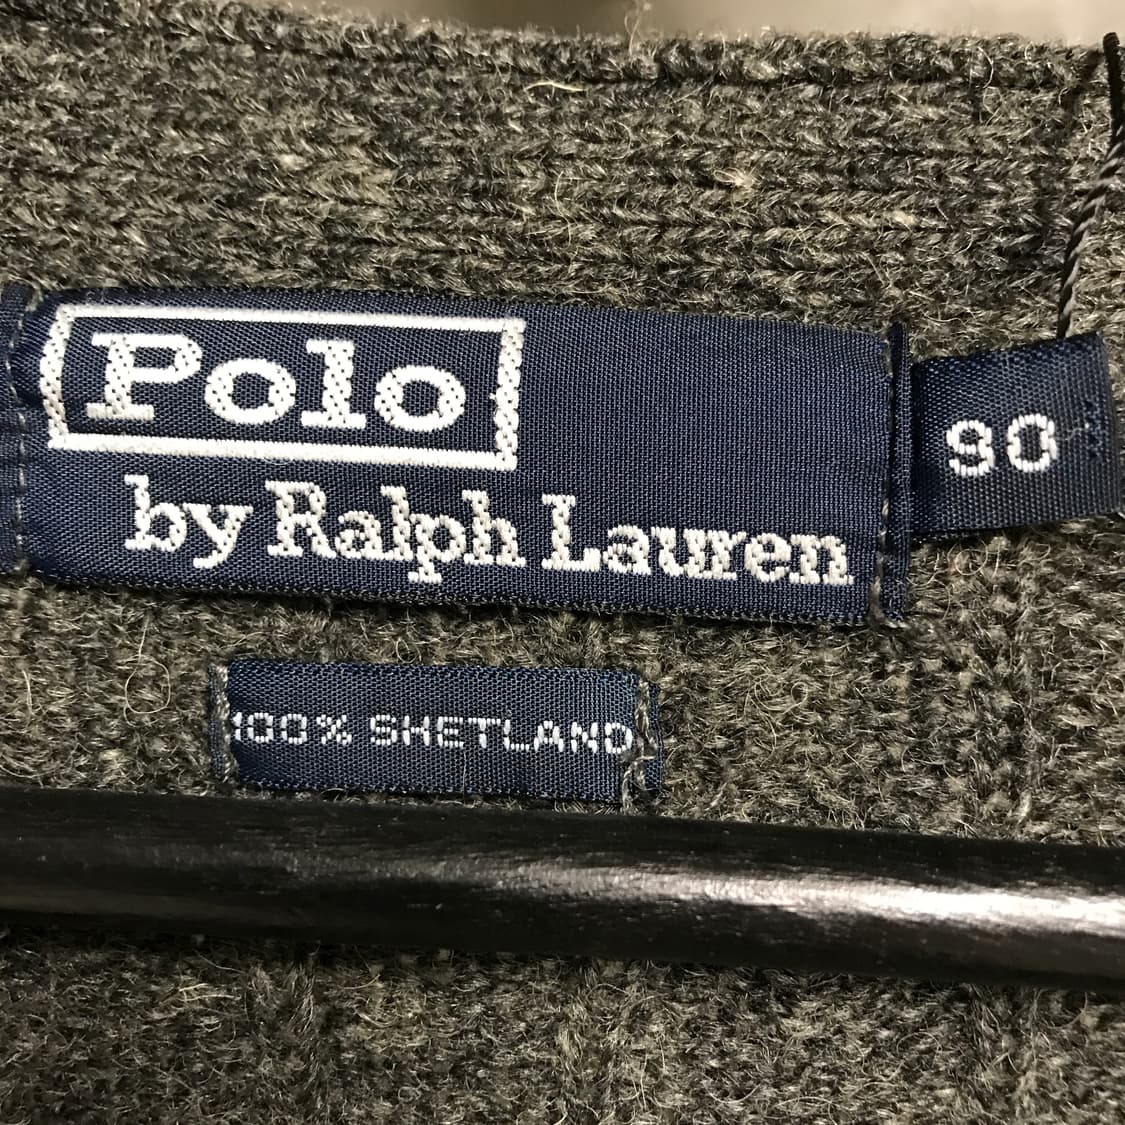 Polo
by Ralph Lauren
90
100% SHETLAND